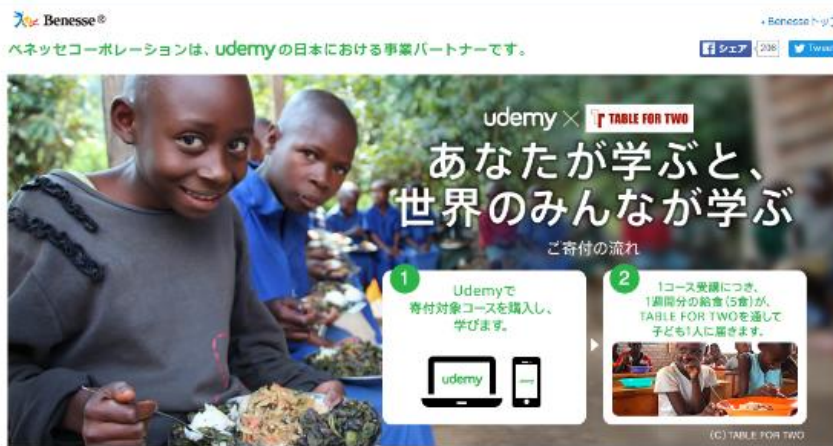 Benesse®
Benesseトップ
ベネッセコーポレーションは、udemyの日本における事業パートナーです。
シェア 208 Tweet
udemy × TABLE FOR TWO
あなたが学ぶと、
世界のみんなが学ぶ
ご寄付の流れ
1
Udemyで
寄付対象コースを購入し、
学びます。
udemy
2
1コース受講につき、
1週間分の給食(5食)が、
TABLE FOR TWOを通して
子ども1人に届きます。
(C)TABLE FOR TWO